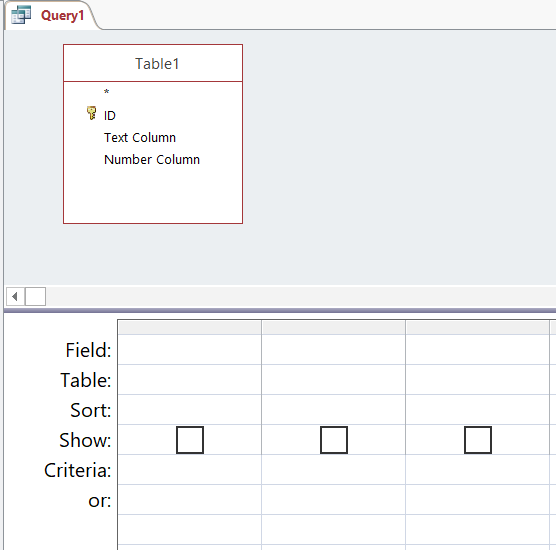 Query1
Table1
*
ID
Text Column
Number Column
Field:
Table:
Sort:
Show:
Criteria:
or: